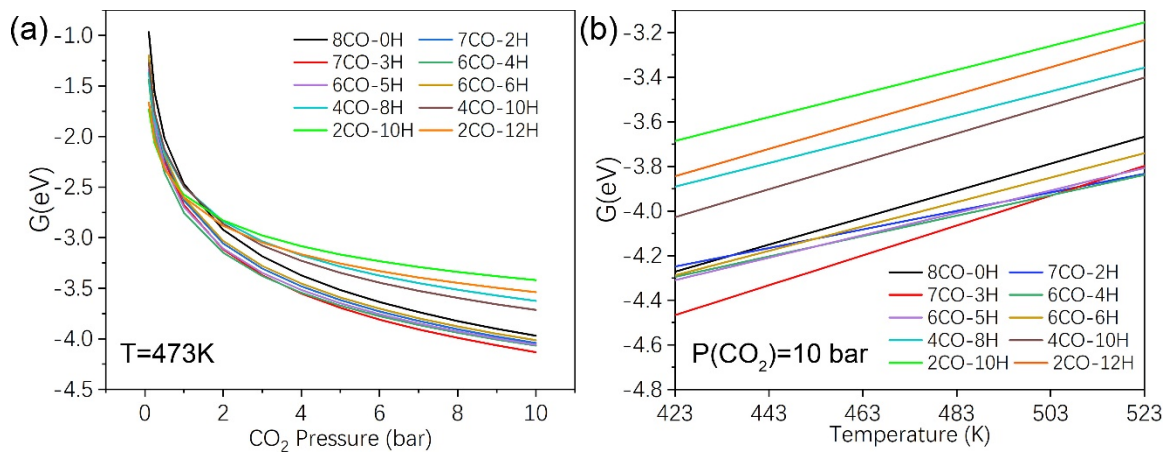 (a)
-1.0
-1.5
-2.0
-2.5
-3.0
-3.5
-4.0
-4.5
G(eV)
8CO-0H 7CO-2H
7CO-3H 6CO-4H
6CO-5H 6CO-6H
4CO-8H 4CO-10H
2CO-10H 2CO-12H
T=473K
0 2 4 6 8 10
CO₂ Pressure (bar)
(b)
-3.2
-3.4
-3.6
-3.8
-4.0
-4.2
-4.4
-4.6
-4.8
G(eV)
8CO-0H 7CO-2H
7CO-3H 6CO-4H
6CO-5H 6CO-6H
4CO-8H 4CO-10H
2CO-10H 2CO-12H
P(CO₂)=10 bar
423 443 463 483 503 523
Temperature (K)